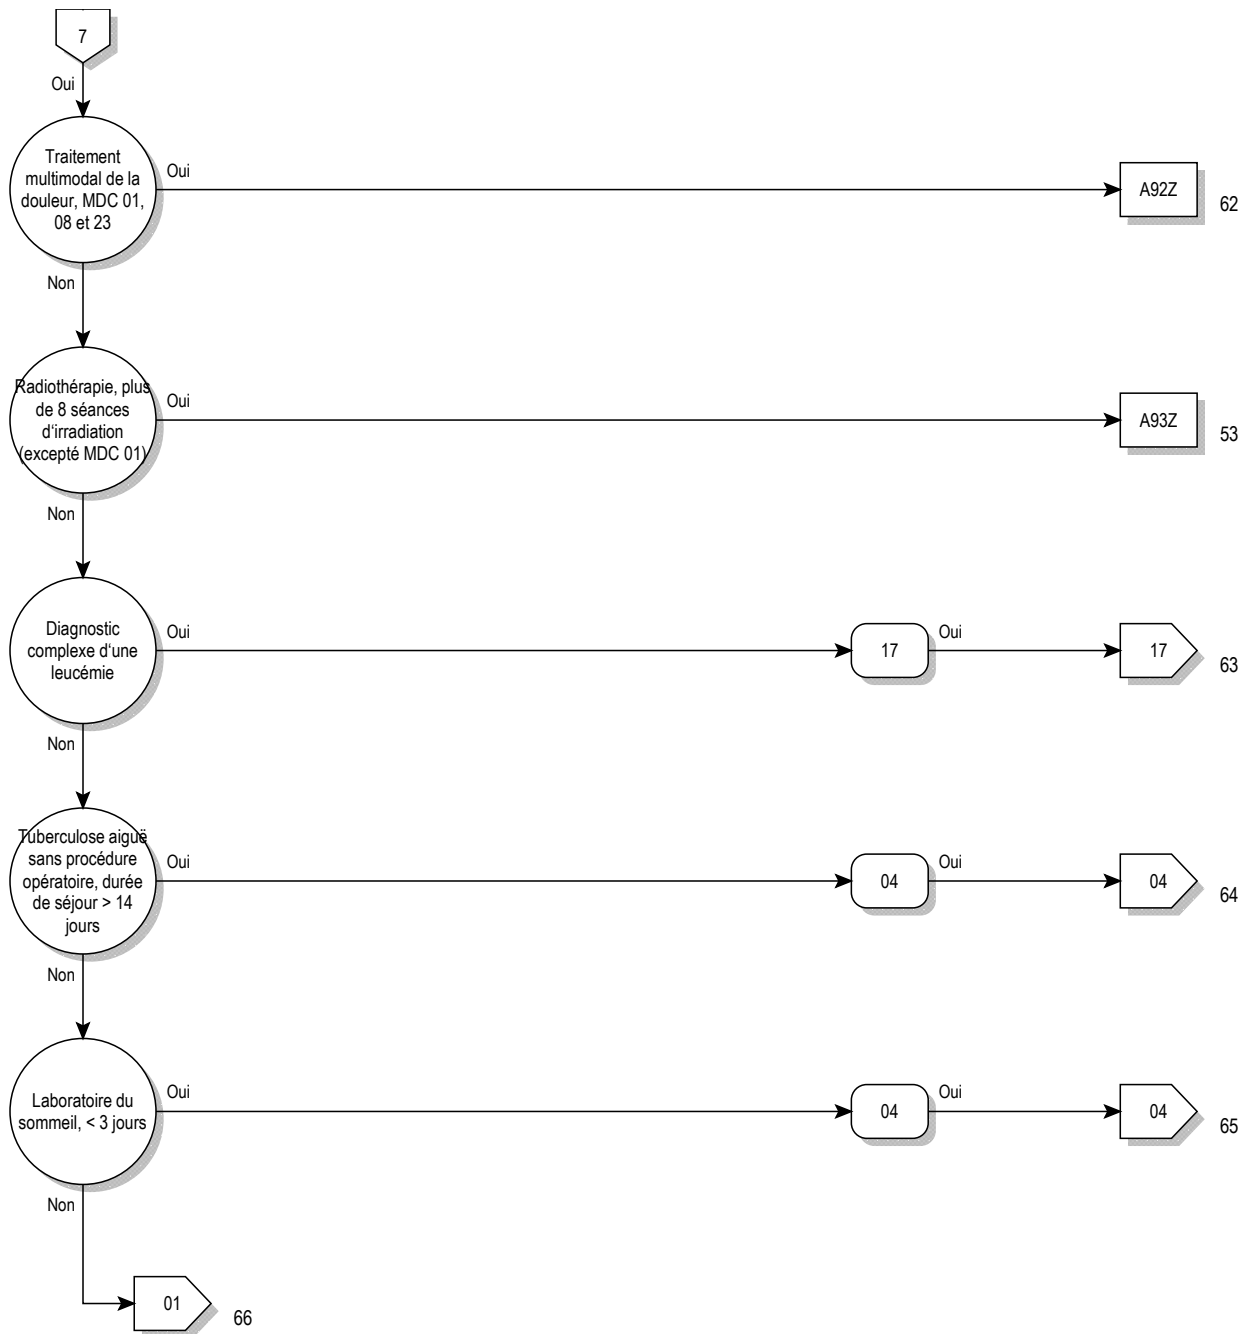 7
Oui
Traitement
multimodal de la
douleur, MDC 01,
08 et 23
Oui
A92Z
62
Non
Radiothérapie, plus
de 8 séances
d‘irradiation
(excepté MDC 01)
Oui
A93Z
53
Non
Diagnostic
complexe d‘une
leucémie
Oui
17
Oui
17
63
Non
Tuberculose aiguë
sans procédure
opératoire, durée
de séjour > 14
jours
Oui
04
Oui
04
64
Non
Laboratoire du
sommeil, < 3 jours
Oui
04
Oui
04
65
Non
01
66